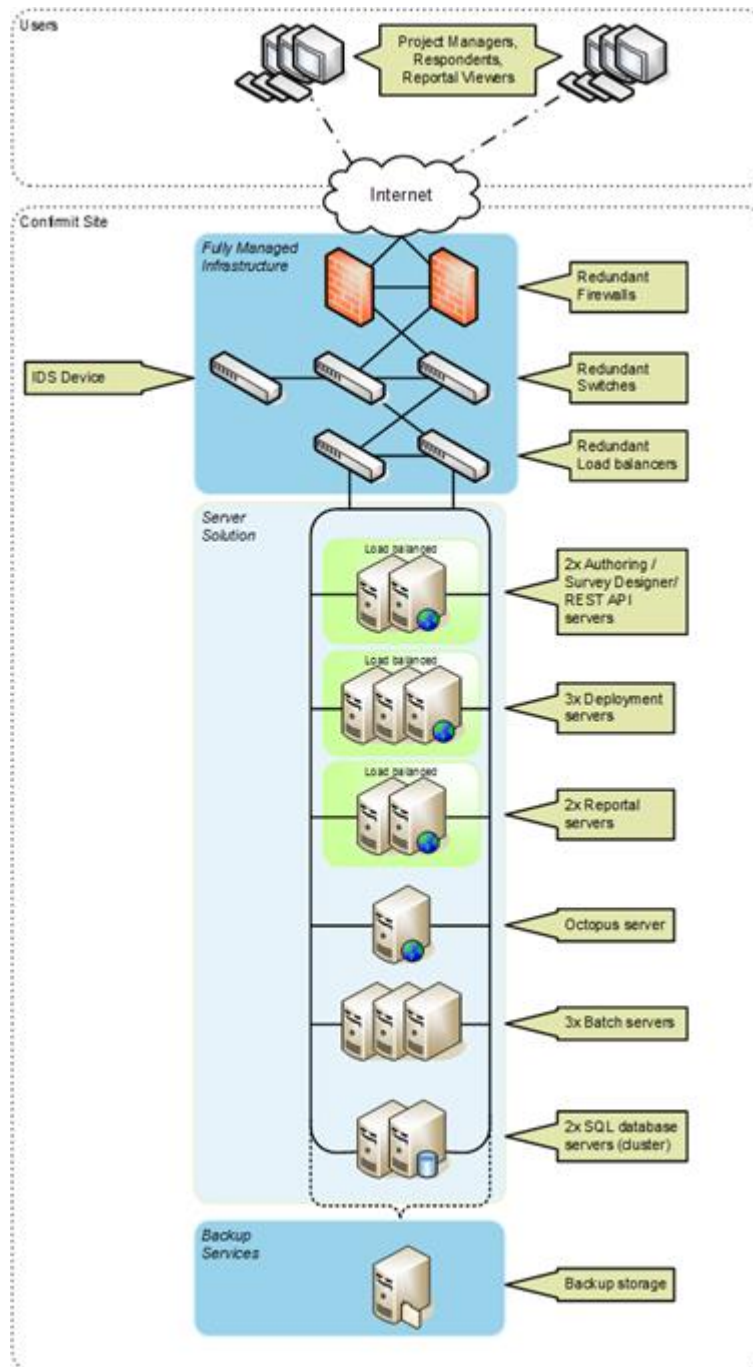 Users
Project Managers,
Respondents,
Reportal Viewers
Internet
Confirmit Site
Fully Managed
Infrastructure
Redundant
Firewalls
IDS Device
Redundant
Switches
Redundant
Load balancers
Server
Solution
Load balanced
2x Authoring /
Survey Designer/
REST API
servers
Load balanced
3x Deployment
servers
Load balanced
2x Reportal
servers
Octopus server
3x Batch servers
2x SQL database
servers (cluster)
Backup
Services
Backup storage